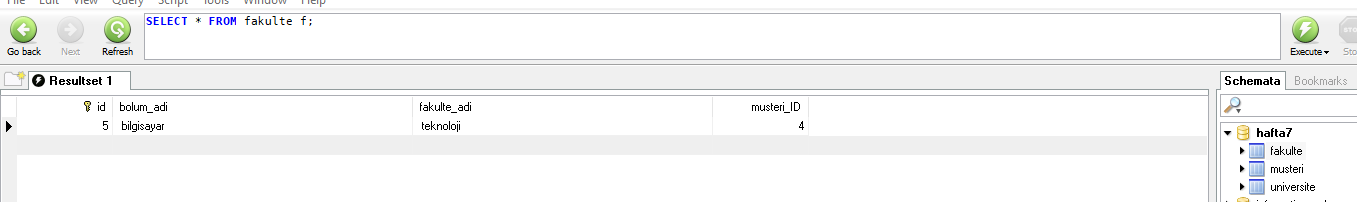 File Edit View Query Script Tools Window Help
SELECT * FROM fakulte f;
Go back Next Refresh Execute
Resultset 1
Schemata Bookmarks
id bolum_adi fakulte_adi musteri_ID
5 bilgisayar teknoloji 4
hafta7
fakulte
musteri
universite